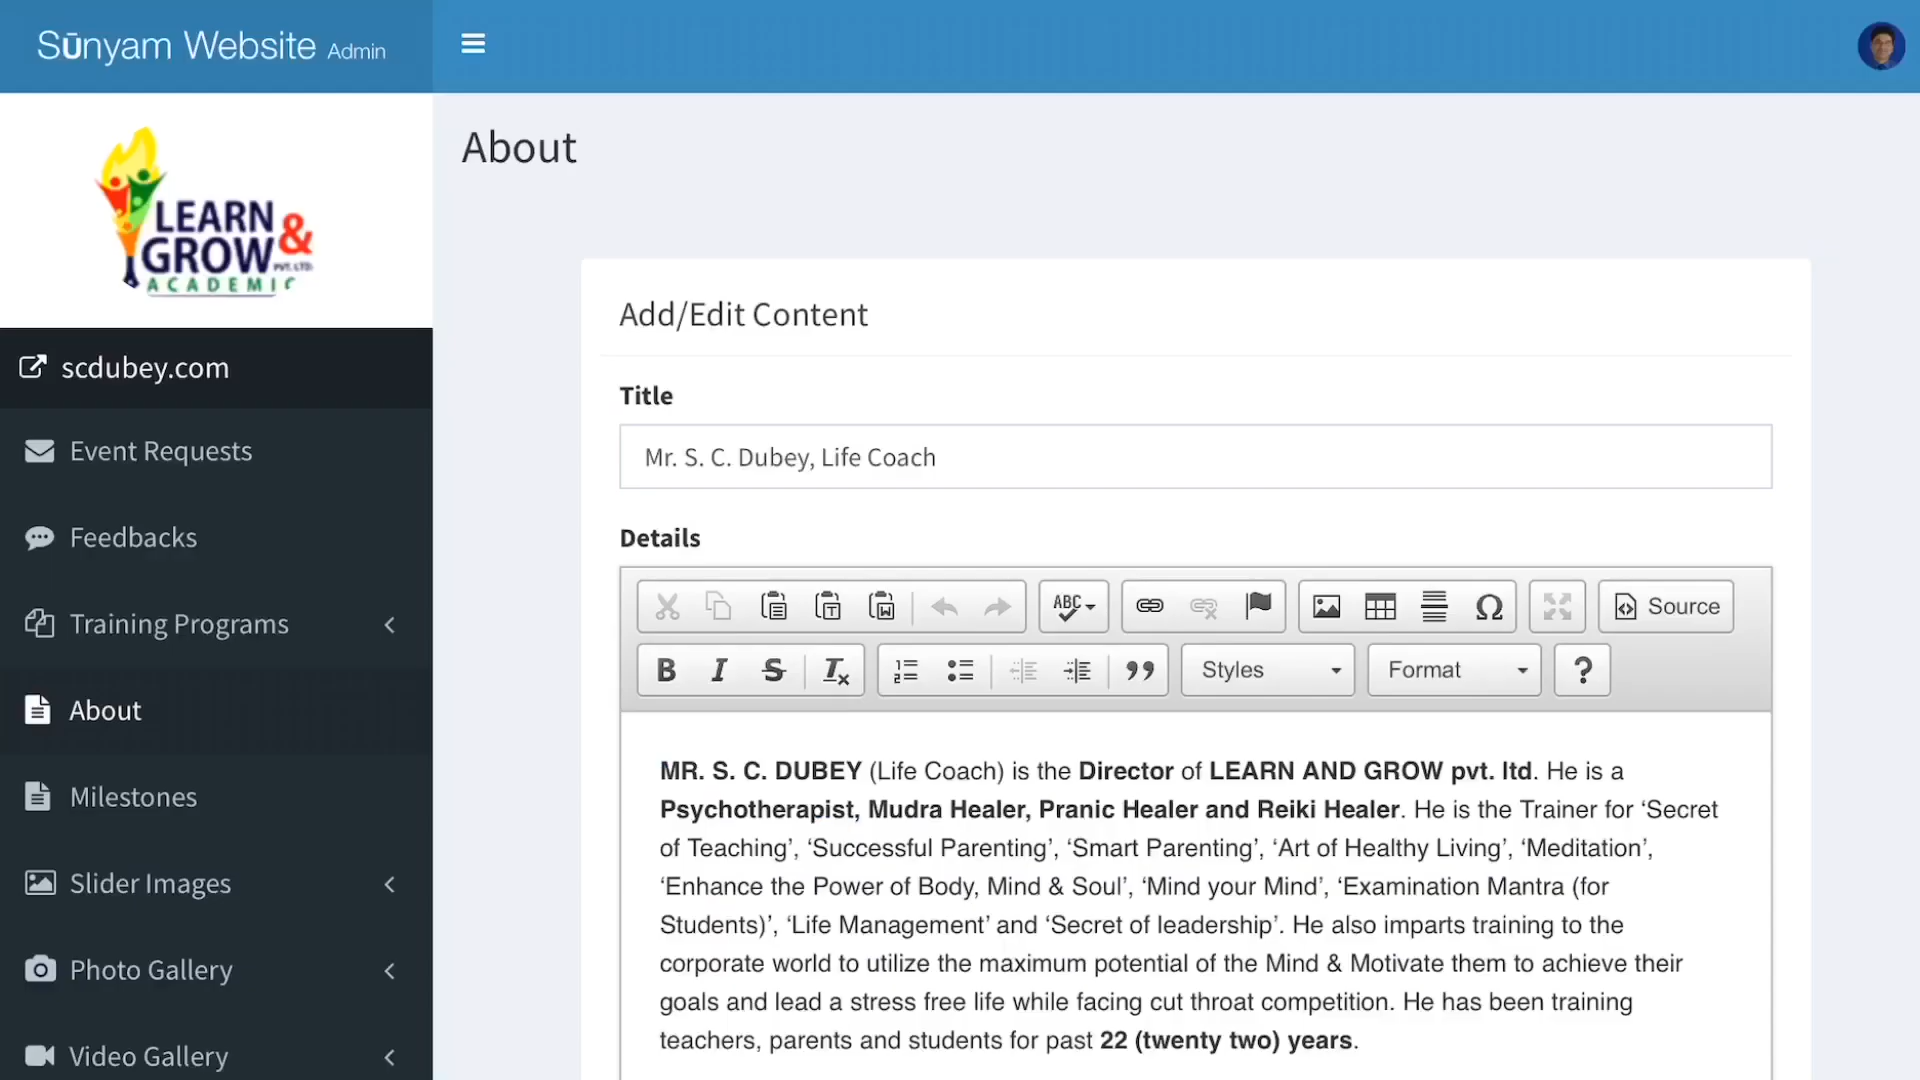 Sūnyam Website Admin
LEARN &
GROW PVT. LTD.
ACADEMIC
scdubey.com
Event Requests
Feedbacks
Training Programs
About
Milestones
Slider Images
Photo Gallery
Video Gallery
About
Add/Edit Content
Title
Mr. S. C. Dubey, Life Coach
Details
ABC
Source
Styles
Format
MR. S. C. DUBEY (Life Coach) is the Director of LEARN AND GROW pvt. ltd. He is a
Psychotherapist, Mudra Healer, Pranic Healer and Reiki Healer. He is the Trainer for ‘Secret
of Teaching’, ‘Successful Parenting’, ‘Smart Parenting’, ‘Art of Healthy Living’, ‘Meditation’,
‘Enhance the Power of Body, Mind & Soul’, ‘Mind your Mind’, ‘Examination Mantra (for
Students)’, ‘Life Management’ and ‘Secret of leadership’. He also imparts training to the
corporate world to utilize the maximum potential of the Mind & Motivate them to achieve their
goals and lead a stress free life while facing cut throat competition. He has been training
teachers, parents and students for past 22 (twenty two) years.